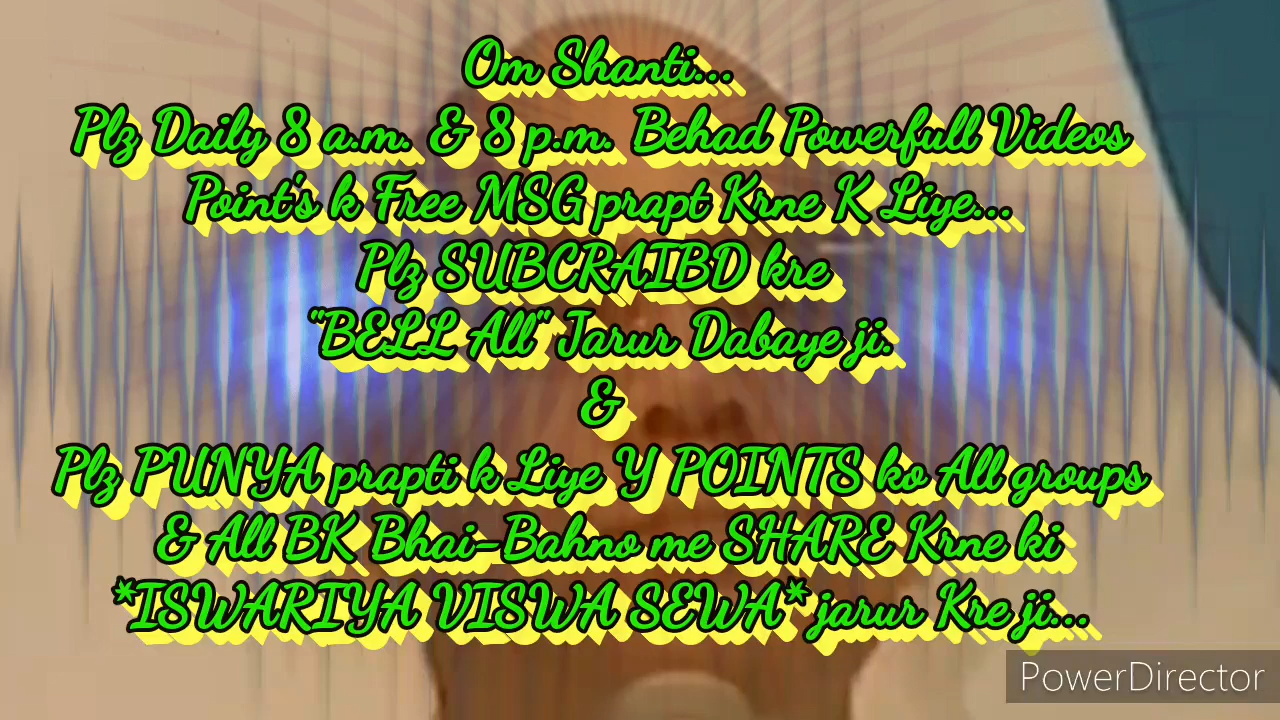 Om Shanti...
Plz Daily 8 a.m. & 8 p.m. Behad Powerfull Videos
Point's k Free MSG prapt Krne K Liye...
Plz SUBCRAIBD kre
"BELL All" Jarur Dabaye ji.
&
Plz PUNYA prapti k Liye Y POINTS ko All groups
& All BK Bhai-Bahno me SHARE Krne ki
*ISWARIYA VISWA SEWA* jarur Kre ji...
PowerDirector